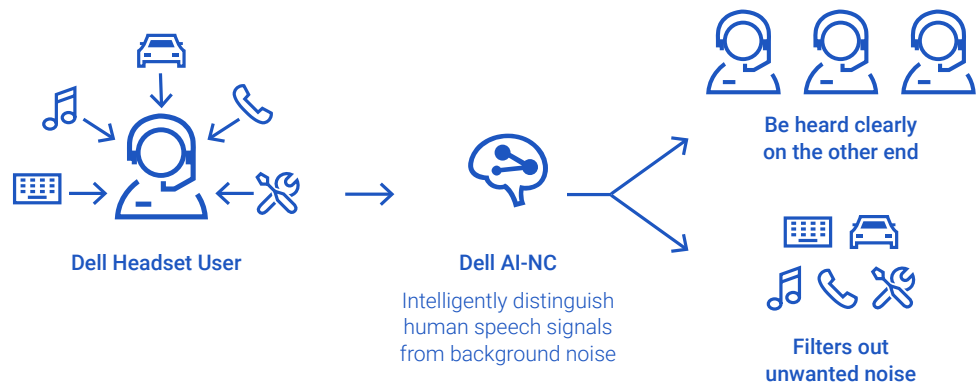 Dell Headset User
Dell AI-NC
Intelligently distinguish
human speech signals
from background noise
Be heard clearly
on the other end
Filters out
unwanted noise